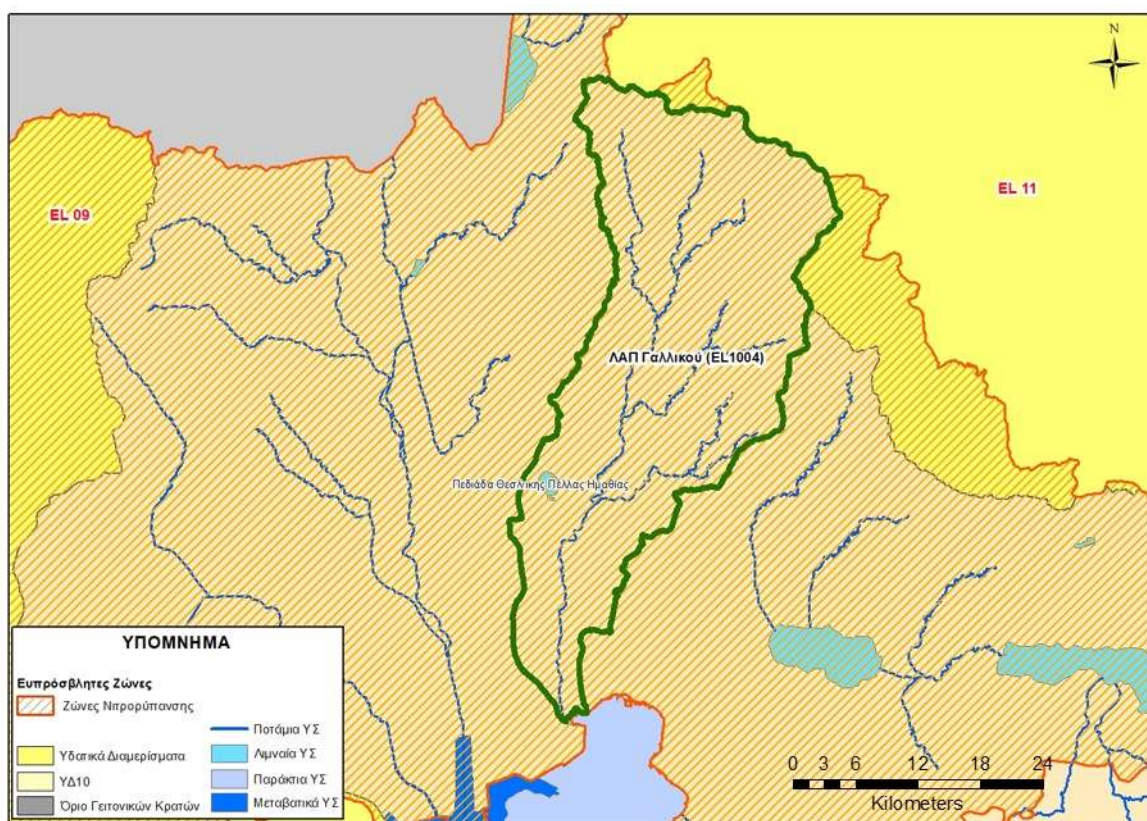 N
EL 09
EL 11
ΛΑΠ Γαλλικού (EL1004)
Πεδιάδα Θεσ/νικης Πέλλας Ημαθίας
ΥΠΟΜΝΗΜΑ
Ευπρόσβλητες Ζώνες
Ζώνες Νιτρορύπανσης
Υδατικά Διαμερίσματα
ΥΔ10
Όριο Γειτονικών Κρατών
Ποτάμια ΥΣ
Λιμναία ΥΣ
Παράκτια ΥΣ
Μεταβατικά ΥΣ
0 3 6 12 18 24
Kilometers